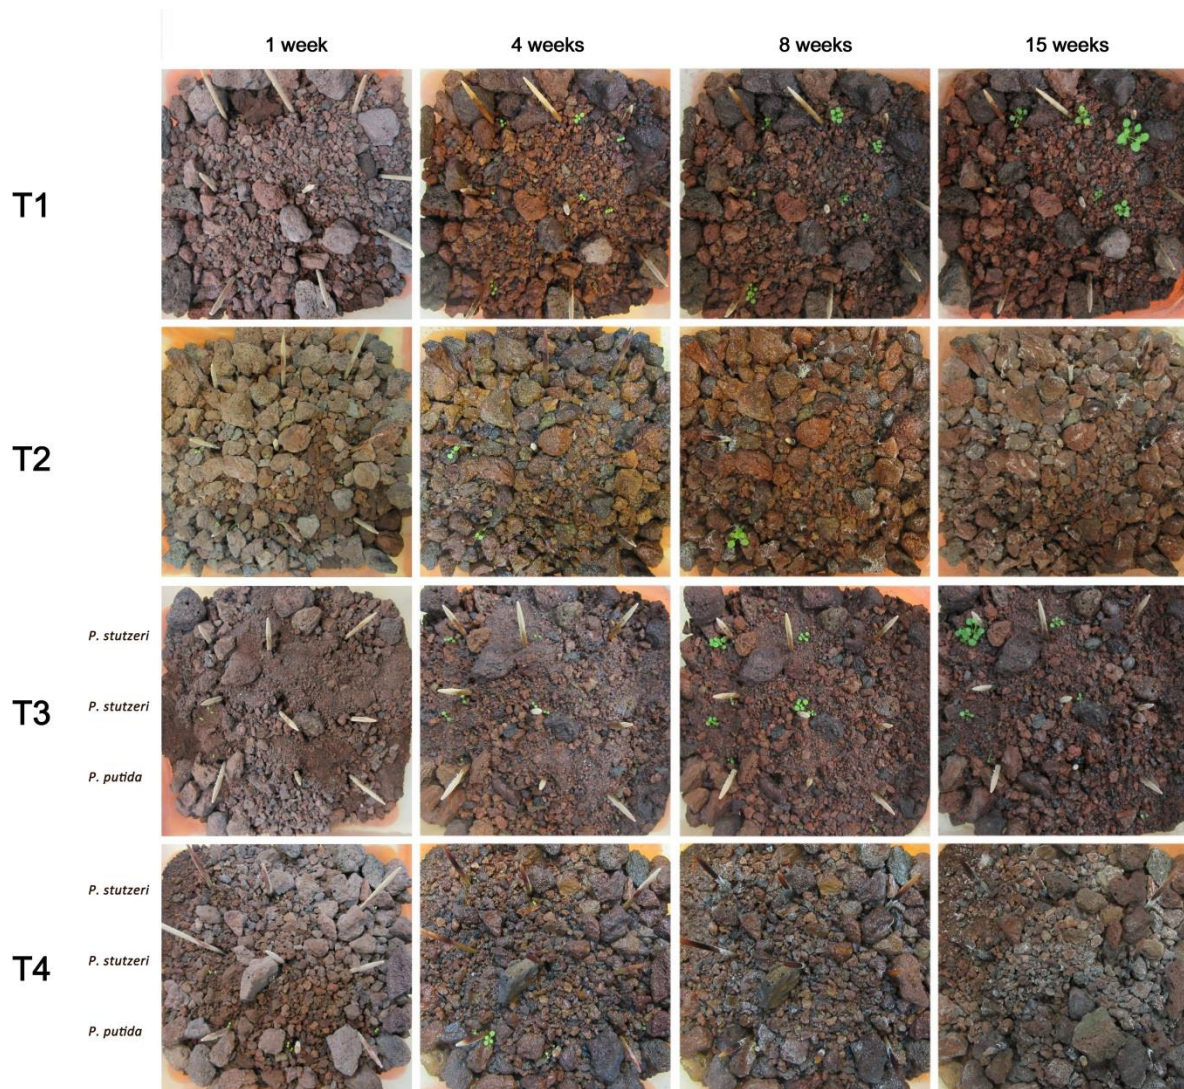 1 week 4 weeks 8 weeks 15 weeks
T1
T2
P. stutzeri
T3 P. stutzeri
P. putida
P. stutzeri
T4 P. stutzeri
P. putida